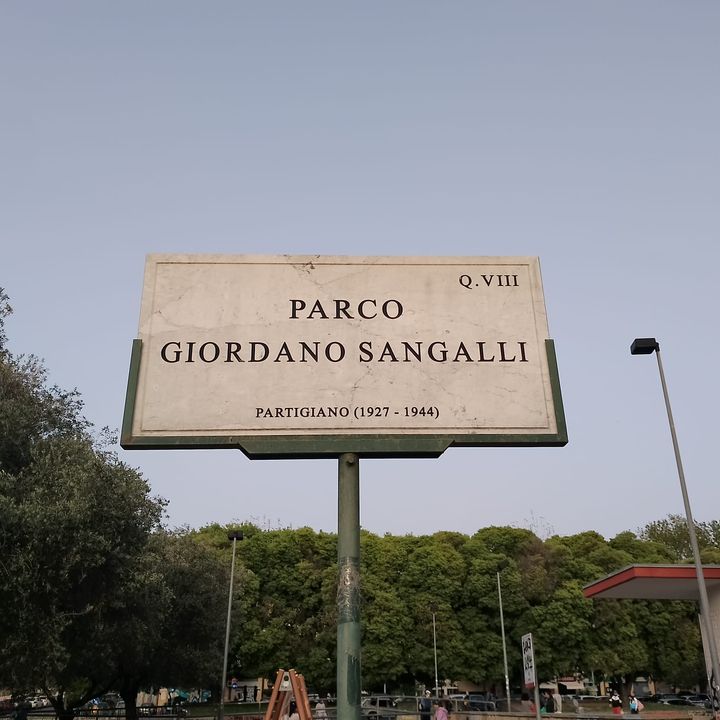 Q.VIII
PARCO
GIORDANO SANGALLI
PARTIGIANO (1927 - 1944)